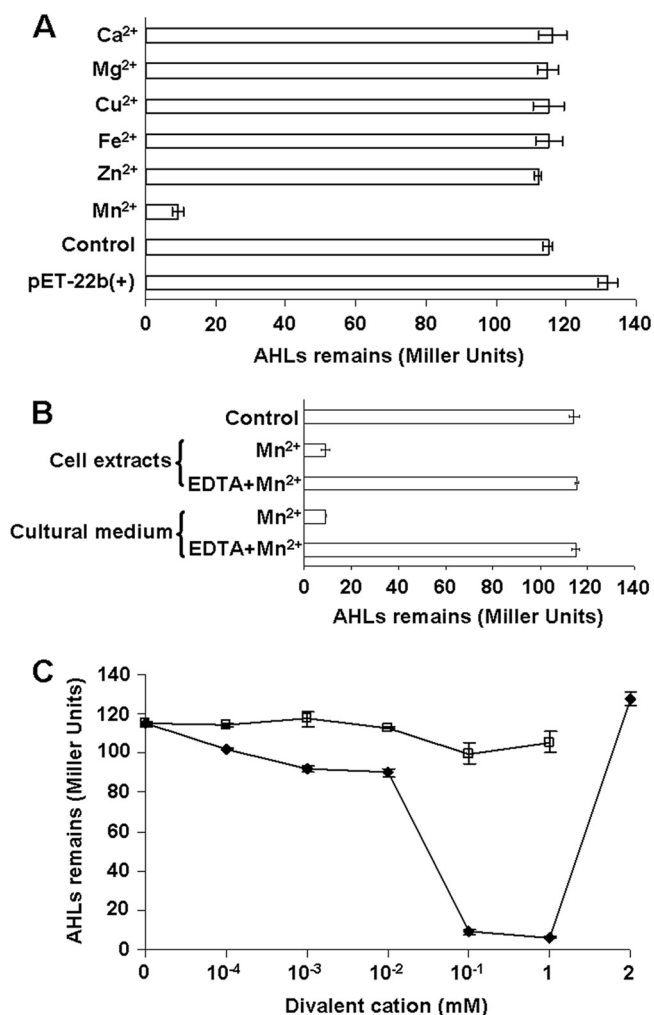 A
Ca²⁺
Mg²⁺
Cu²⁺
Fe²⁺
Zn²⁺
Mn²⁺
Control
pET-22b(+)
0 20 40 60 80 100 120 140
AHLs remains (Miller Units)
B
Control
Cell extracts
Mn²⁺
EDTA+Mn²⁺
Cultural medium
Mn²⁺
EDTA+Mn²⁺
0 20 40 60 80 100 120 140
AHLs remains (Miller Units)
C
AHLs remains (Miller Units)
140
120
100
80
60
40
20
0
0 10⁻⁴ 10⁻³ 10⁻² 10⁻¹ 1 2
Divalent cation (mM)